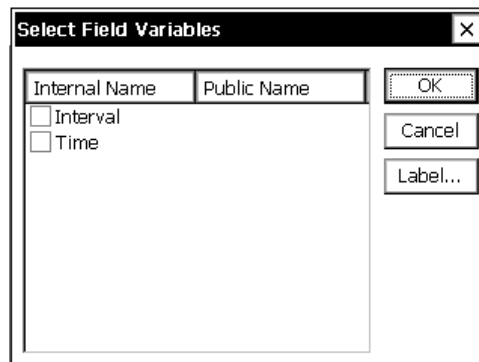 Select Field Variables
Internal Name Public Name
Interval
Time
OK
Cancel
Label...